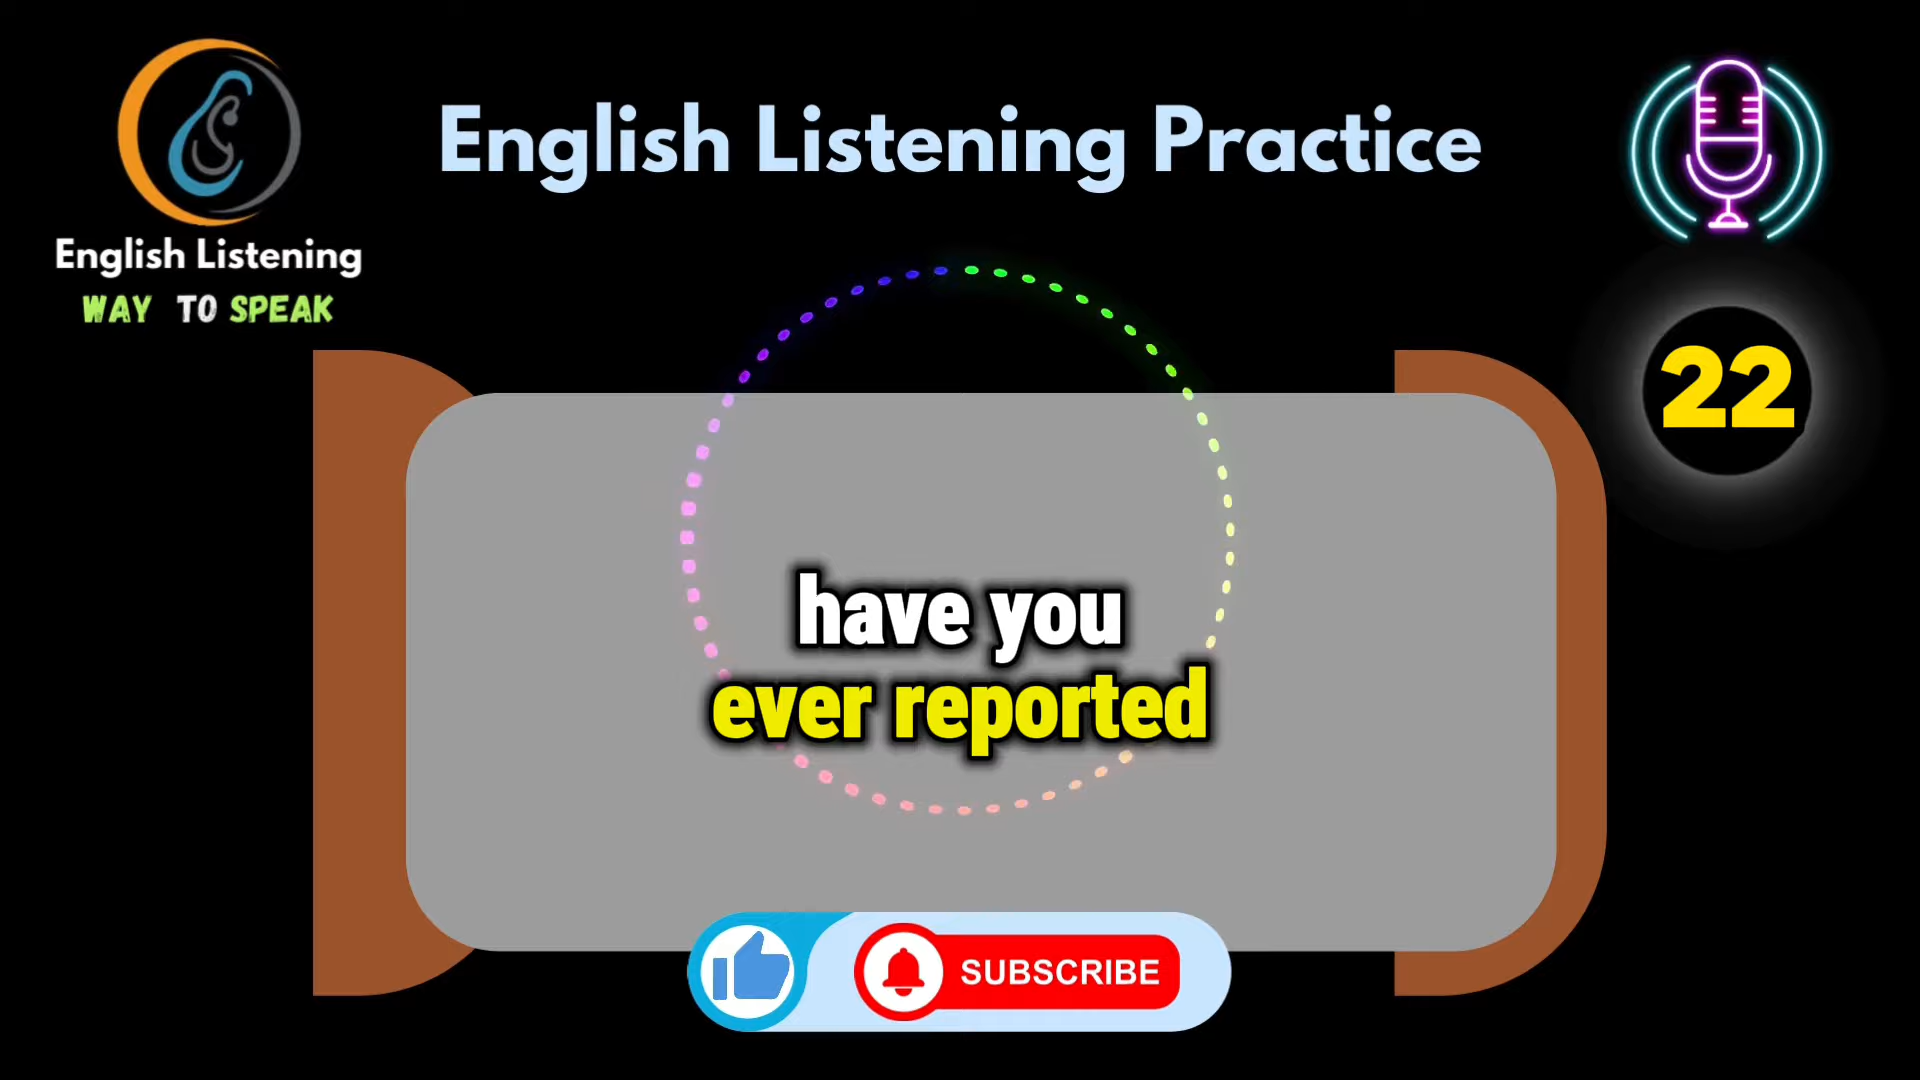 English Listening Practice
English Listening
WAY TO SPEAK
22
have you
ever reported
SUBSCRIBE